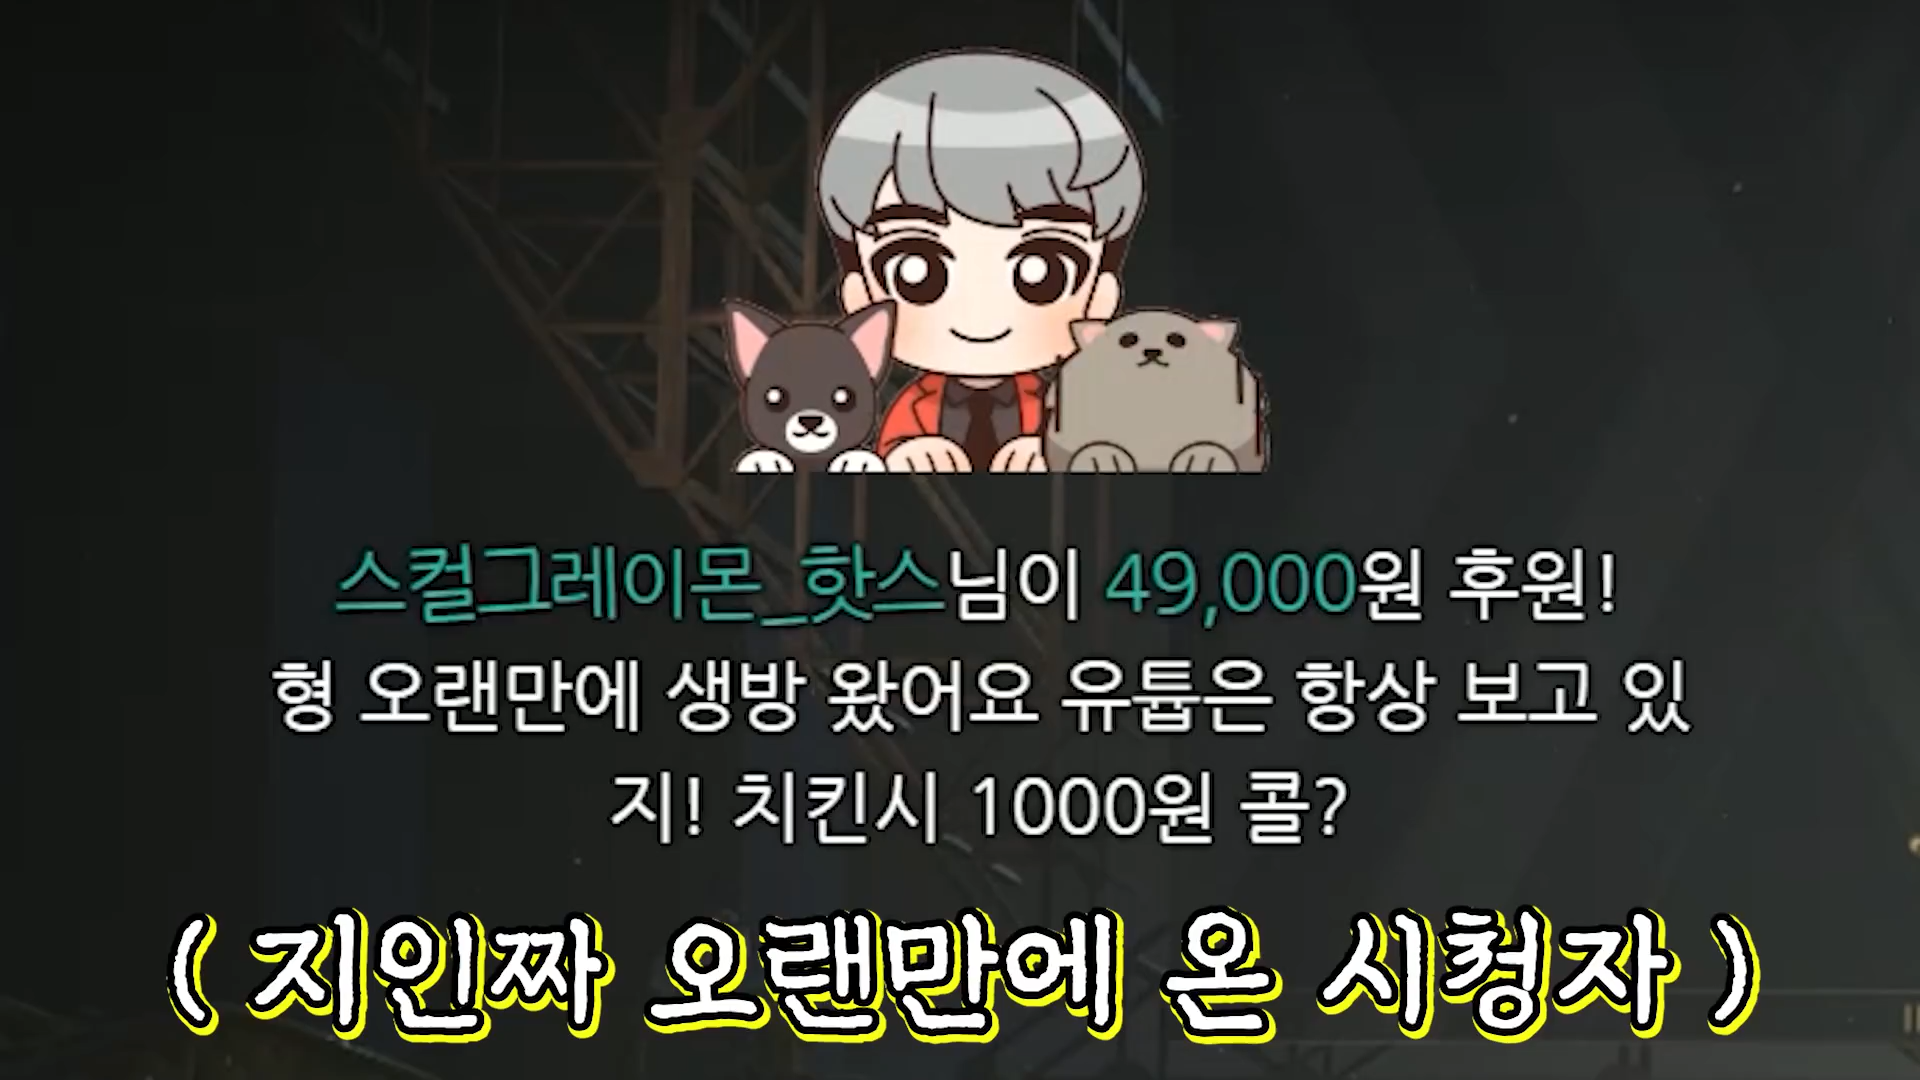 스컬그레이몬_핫스님이 49,000원 후원!
형 오랜만에 생방 왔어요 유튭은 항상 보고 있
지! 치킨시 1000원 콜?
( 지인짜 오랜만에 온 시청자 )